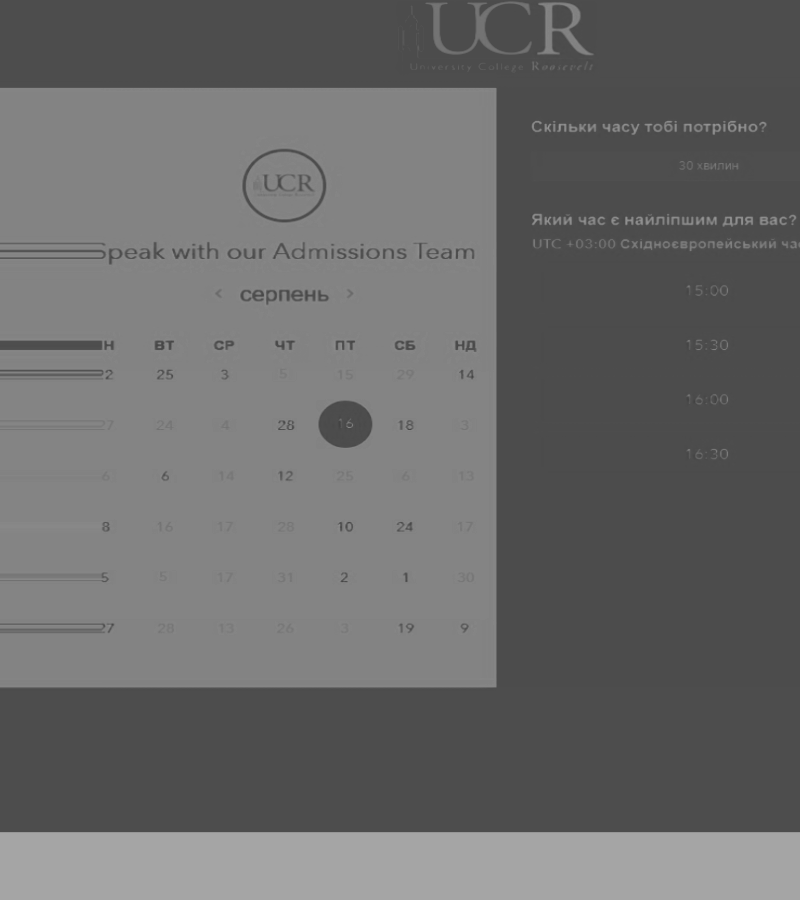 UCR
University College Roosevelt
UCR
Speak with our Admissions Team
‹ серпень ›
Н ВТ СР ЧТ ПТ СБ НД
22 25 3 5 15 29 14
27 24 4 28 16 18 3
6 6 14 12 25 6 13
8 16 17 28 10 24 17
5 5 17 31 2 1 30
27 28 13 26 3 19 9
Скільки часу тобі потрібно?
30 хвилин
Який час є найліпшим для вас?
UTC +03:00 Східноєвропейський
15:00
15:30
16:00
16:30